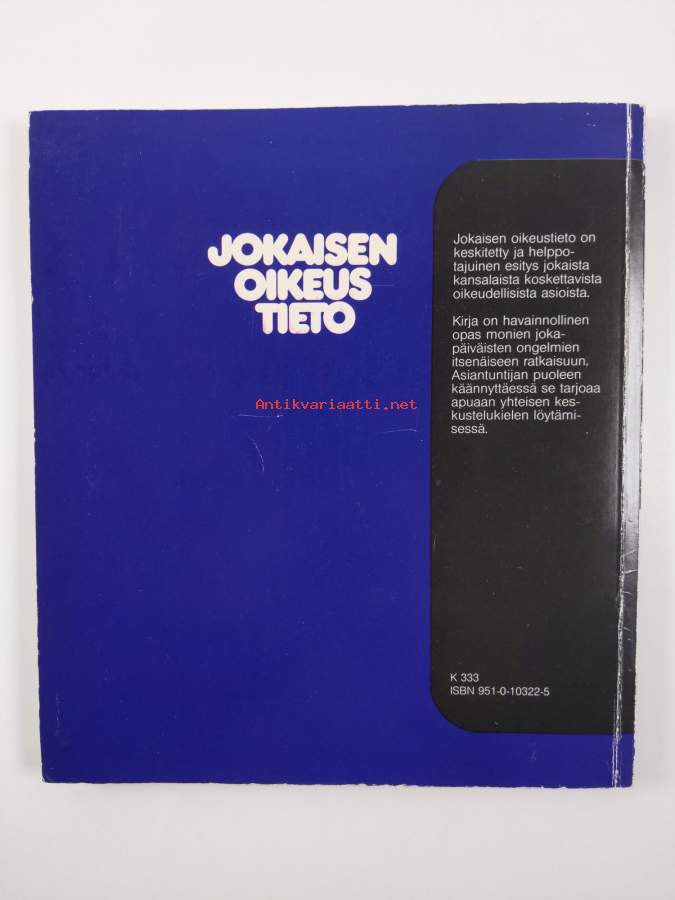 JOKAISEN
OIKEUS
TIETO
Antikvariaatti.net
Jokaisen oikeustieto on
keskitetty ja helppo-
tajuinen esitys jokaista
kansalaista koskettavista
oikeudellisista asioista.
Kirja on havainnollinen
opas monien joka-
päiväisten ongelmien
itsenäiseen ratkaisuun.
Asiantuntijan puoleen
käännyttäessä se tarjoaa
apuaan yhteisen kes-
kustelukielen löytämi-
sessä.
K 333
ISBN 951-0-10322-5